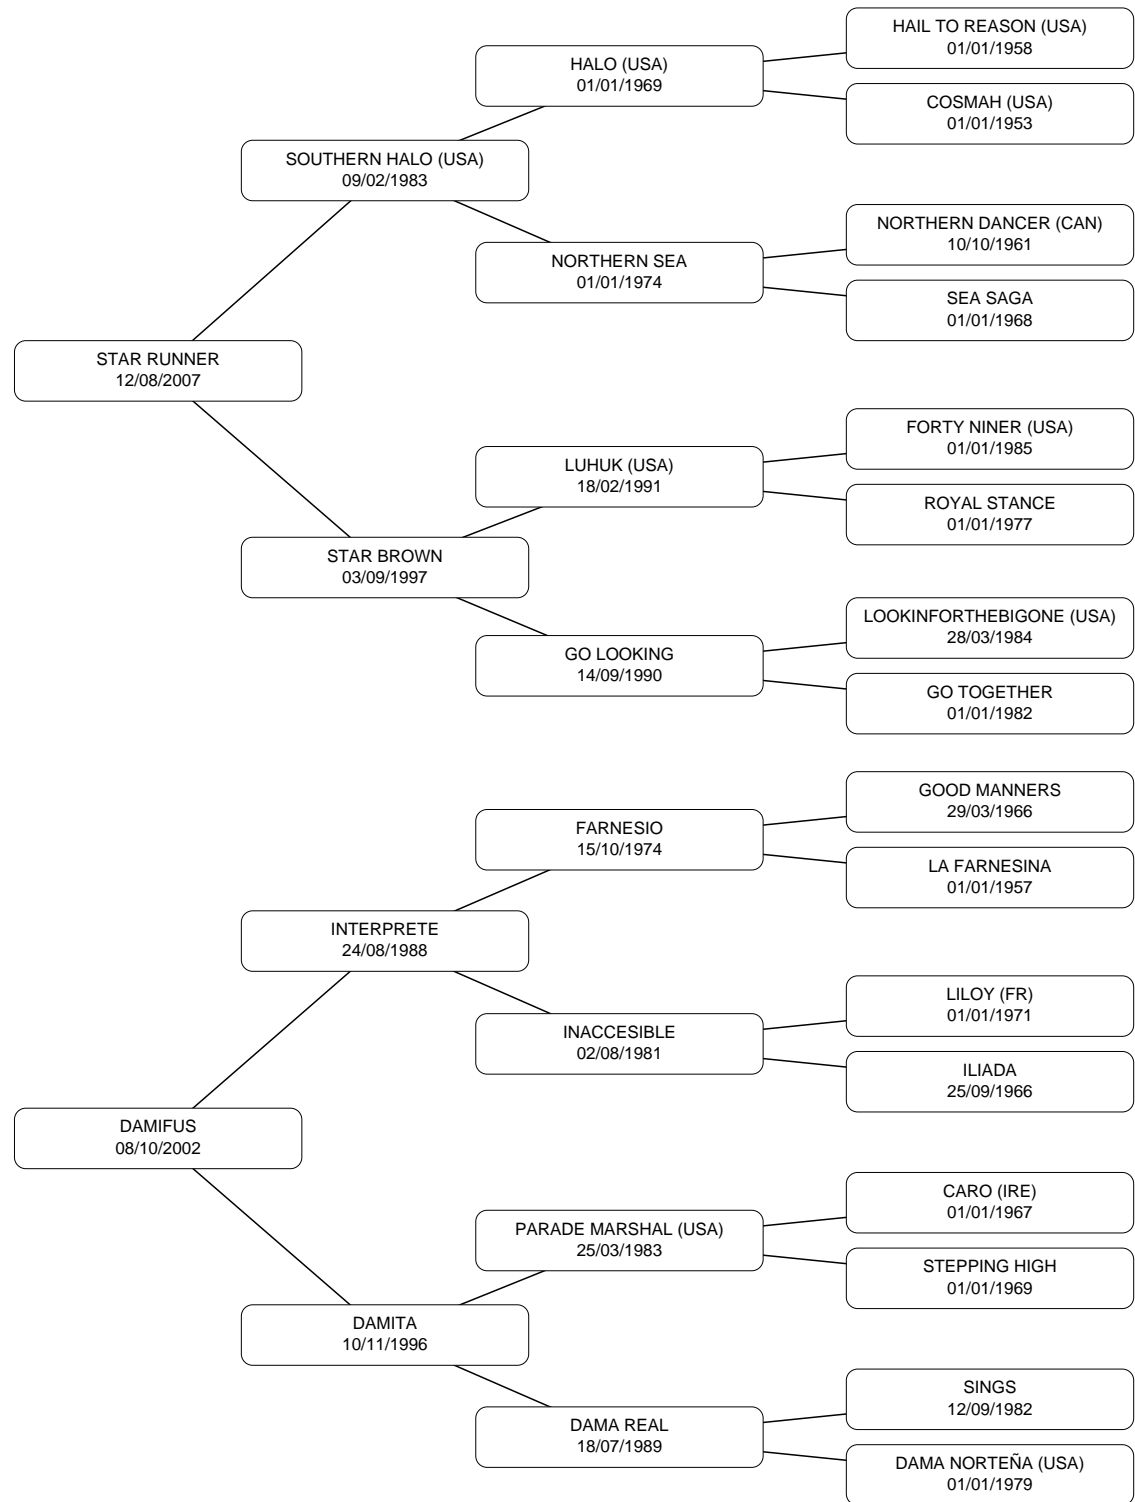 HAIL TO REASON (USA)
01/01/1958
HALO (USA)
01/01/1969
COSMAH (USA)
01/01/1953
SOUTHERN HALO (USA)
09/02/1983
NORTHERN DANCER (CAN)
10/10/1961
NORTHERN SEA
01/01/1974
SEA SAGA
01/01/1968
STAR RUNNER
12/08/2007
FORTY NINER (USA)
01/01/1985
LUHUK (USA)
18/02/1991
ROYAL STANCE
01/01/1977
STAR BROWN
03/09/1997
LOOKINFORTHEBIGONE (USA)
28/03/1984
GO LOOKING
14/09/1990
GO TOGETHER
01/01/1982
GOOD MANNERS
29/03/1966
FARNESIO
15/10/1974
LA FARNESINA
01/01/1957
INTERPRETE
24/08/1988
LILOY (FR)
01/01/1971
INACCESIBLE
02/08/1981
ILIADA
25/09/1966
DAMIFUS
08/10/2002
CARO (IRE)
01/01/1967
PARADE MARSHAL (USA)
25/03/1983
STEPPING HIGH
01/01/1969
DAMITA
10/11/1996
SINGS
12/09/1982
DAMA REAL
18/07/1989
DAMA NORTEÑA (USA)
01/01/1979